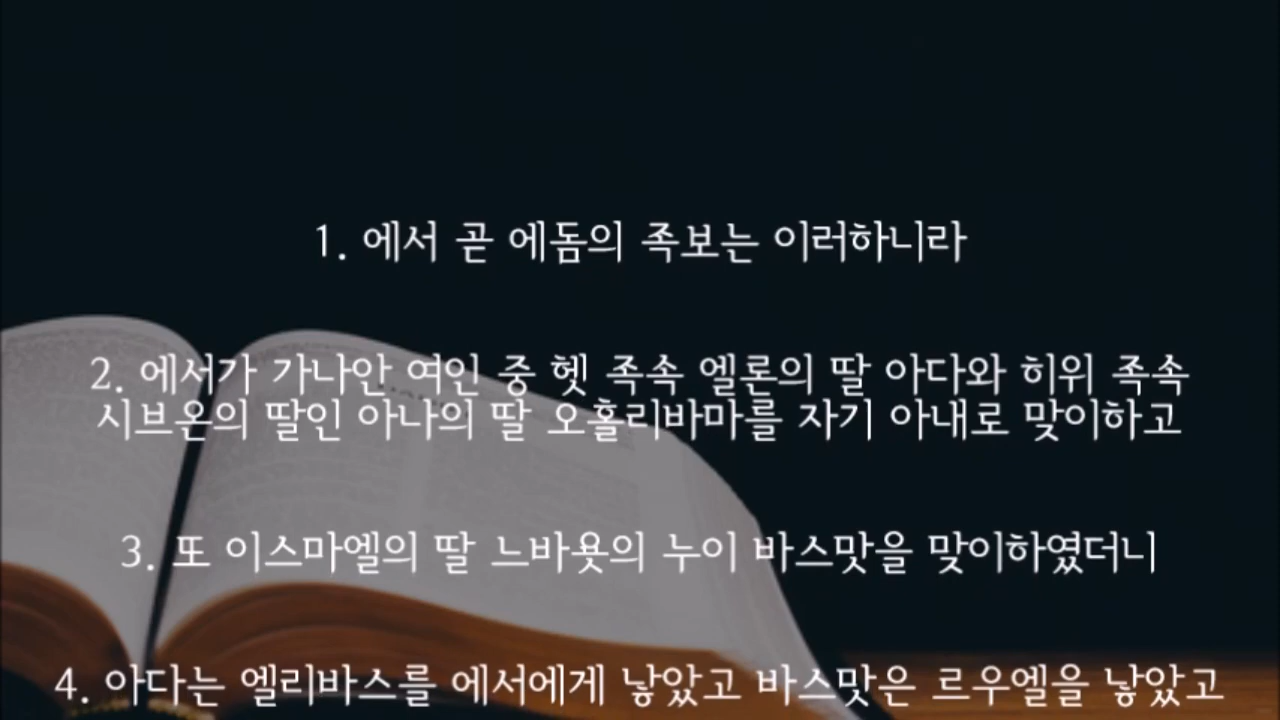 1. 에서 곧 에돔의 족보는 이러하니라
2. 에서가 가나안 여인 중 헷 족속 엘론의 딸 아다와 히위 족속
시브온의 딸인 아나의 딸 오홀리바마를 자기 아내로 맞이하고
3. 또 이스마엘의 딸 느바욧의 누이 바스맛을 맞이하였더니
4. 아다는 엘리바스를 에서에게 낳았고 바스맛은 르우엘을 낳았고